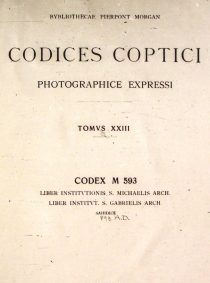 BYBLIOTHECAE PIERPONT MORGAN
CODICES COPTICI
PHOTOGRAPHICE EXPRESSI
TOMVS XXIII
CODEX M 593
LIBER INSTITVTIONIS S. MICHAELIS ARCH.
LIBER INSTITVT. S. GABRIELIS ARCH
SAHIDICE
A.D.